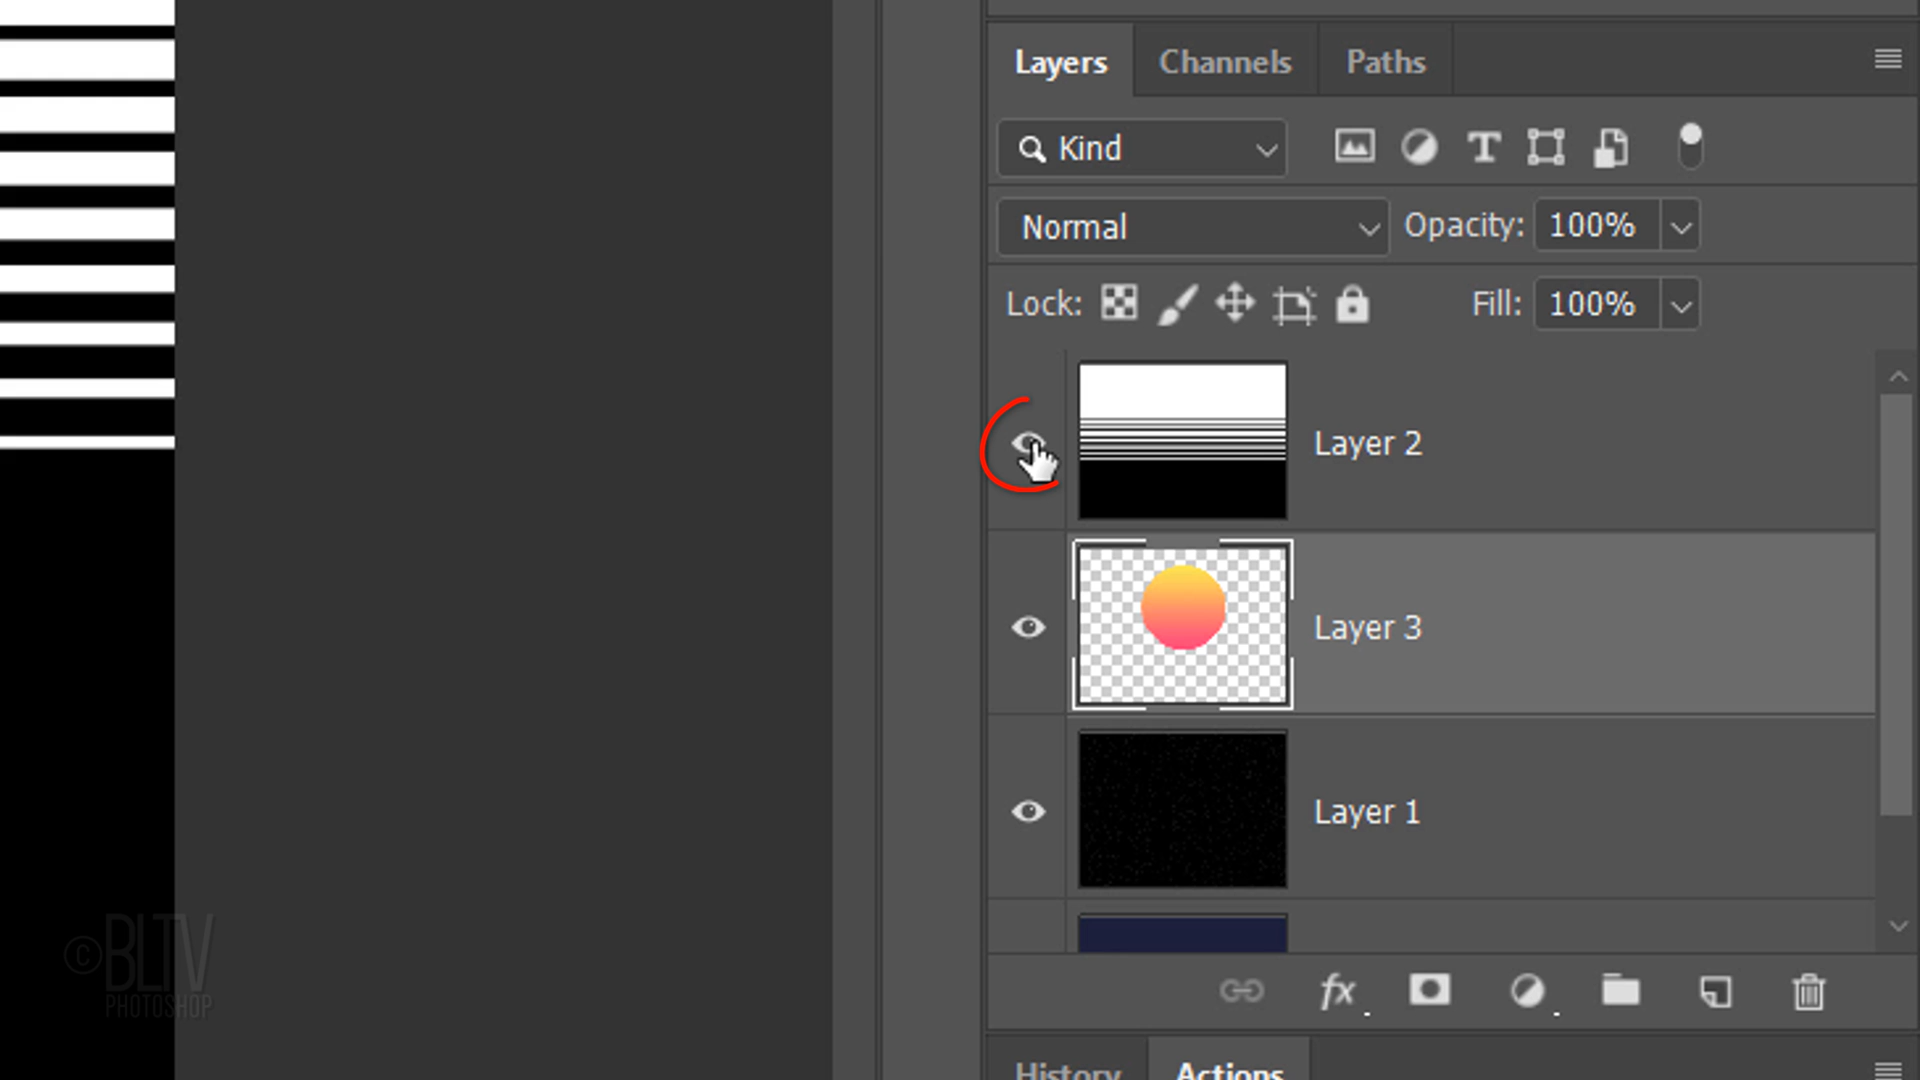 Layers Channels Paths
Kind
Normal Opacity: 100%
Lock: Fill: 100%
Layer 2
Layer 3
Layer 1
fx
©BLTV
PHOTOSHOP
History Actions